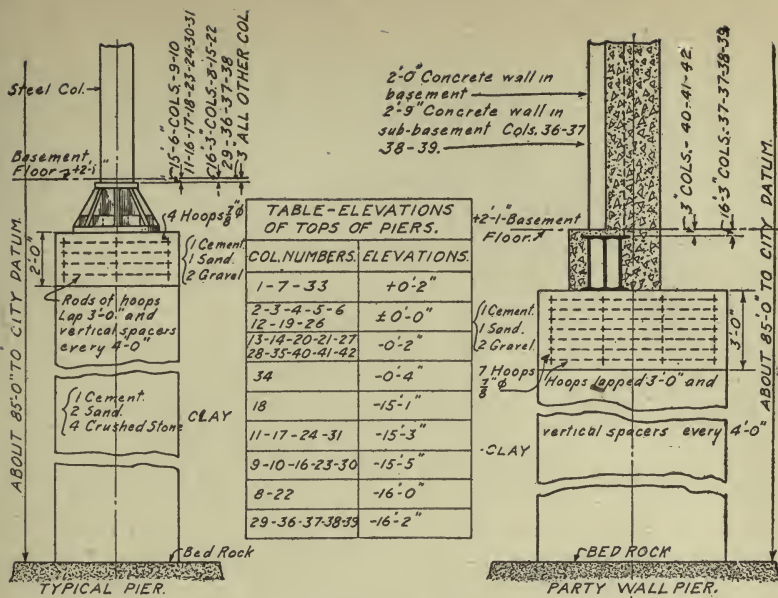 Steel Col.
Basement
Floor. +2'-1"
15'-6"-COLS.-9-10
11-16-17-18-23-24-30-31
16-3"-COLS-8-15-22
29-36-37-38
3" ALL OTHER COL.
4 Hoops 7/8"φ
2'-0"
1 Cement.
1 Sand.
2 Gravel
Rods of hoops
Lap 3'-0" and
vertical spacers
every 4'-0"
1 Cement.
2 Sand.
4 Crushed Stone
CLAY
ABOUT 85'-0" TO CITY DATUM.
Bed Rock
TYPICAL PIER.
TABLE-ELEVATIONS
OF TOPS OF PIERS.
COL. NUMBERS. ELEVATIONS.
1-7-33 +0'-2"
2-3-4-5-6
12-19-26 ±0'-0"
13-14-20-21-27
28-35-40-41-42 -0'-2"
34 -0'-4"
18 -15'-1"
11-17-24-31 -15'-3"
9-10-16-23-30 -15'-5"
8-22 -16'-0"
29-36-37-38-39 -16'-2"
2'-0" Concrete wall in
basement
2'-9" Concrete wall in
sub-basement Cols. 36-37
38-39.
3" COLS.-40-41-42
16-3" COLS.-37-37-38-39
+2'-1" Basement
Floor.
1 Cement.
1 Sand.
2 Gravel
3'-0"
7 Hoops
7/8"φ
Hoops lapped 3'-0" and
vertical spacers every 4'-0"
CLAY
ABOUT 85'-0" TO CITY DATUM.
BED ROCK
PARTY WALL PIER.